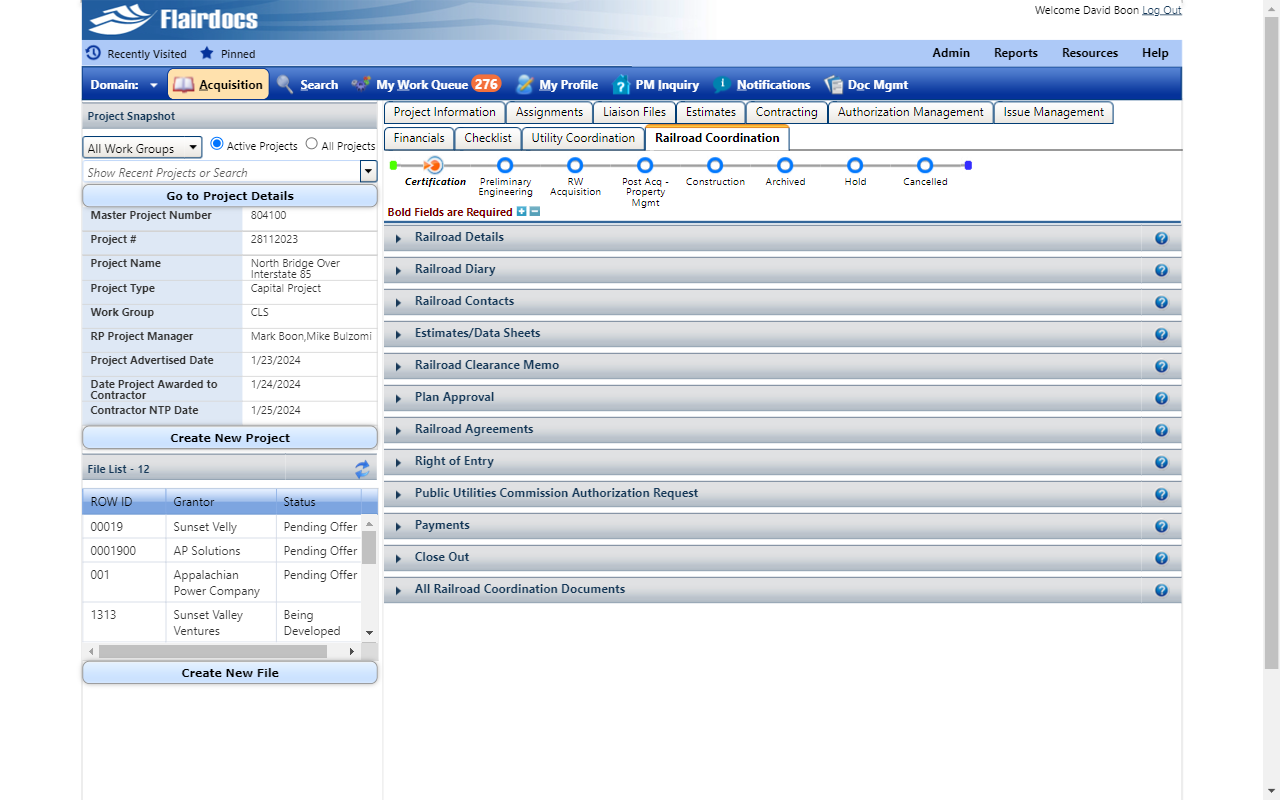 Flairdocs
Welcome David Boon Log Out
Recently Visited Pinned
Admin Reports Resources Help
Domain: Acquisition Search My Work Queue 276 My Profile PM Inquiry Notifications Doc Mgmt
Project Snapshot
All Work Groups Active Projects All Projects
Show Recent Projects or Search
Go to Project Details
Master Project Number 804100
Project # 28112023
Project Name North Bridge Over
Interstate 85
Project Type Capital Project
Work Group CLS
RP Project Manager Mark Boon,Mike Bulzomi
Project Advertised Date 1/23/2024
Date Project Awarded to 1/24/2024
Contractor
Contractor NTP Date 1/25/2024
Create New Project
File List - 12
ROW ID Grantor Status
00019 Sunset Velly Pending Offer
0001900 AP Solutions Pending Offer
001 Appalachian Pending Offer
Power Company
1313 Sunset Valley Being
Ventures Developed
Create New File
Project Information Assignments Liaison Files Estimates Contracting Authorization Management Issue Management
Financials Checklist Utility Coordination Railroad Coordination
Certification Preliminary RW Post Acq - Construction Archived Hold Cancelled
Engineering Acquisition Property
Mgmt
Bold Fields are Required
Railroad Details
Railroad Diary
Railroad Contacts
Estimates/Data Sheets
Railroad Clearance Memo
Plan Approval
Railroad Agreements
Right of Entry
Public Utilities Commission Authorization Request
Payments
Close Out
All Railroad Coordination Documents